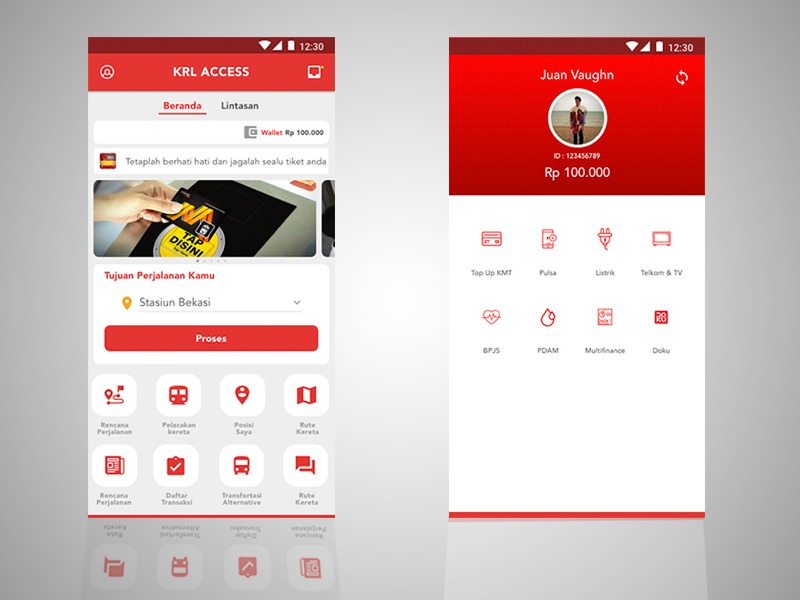 12:30
KRL ACCESS
Beranda Lintasan
Wallet Rp 100.000
Tetaplah berhati hati dan jagalah sealu tiket anda
TAP
DISINI
Tujuan Perjalanan Kamu
Stasiun Bekasi
Proses
Rencana Perjalanan
Pelacakan kereta
Posisi Saya
Rute Kereta
Rencana Perjalanan
Daftar Transaksi
Transfortasi Alternative
Rute Kereta
12:30
Juan Vaughn
ID : 123456789
Rp 100.000
Top Up KMT Pulsa Listrik Telkom & TV
BPJS PDAM Multifinance Doku